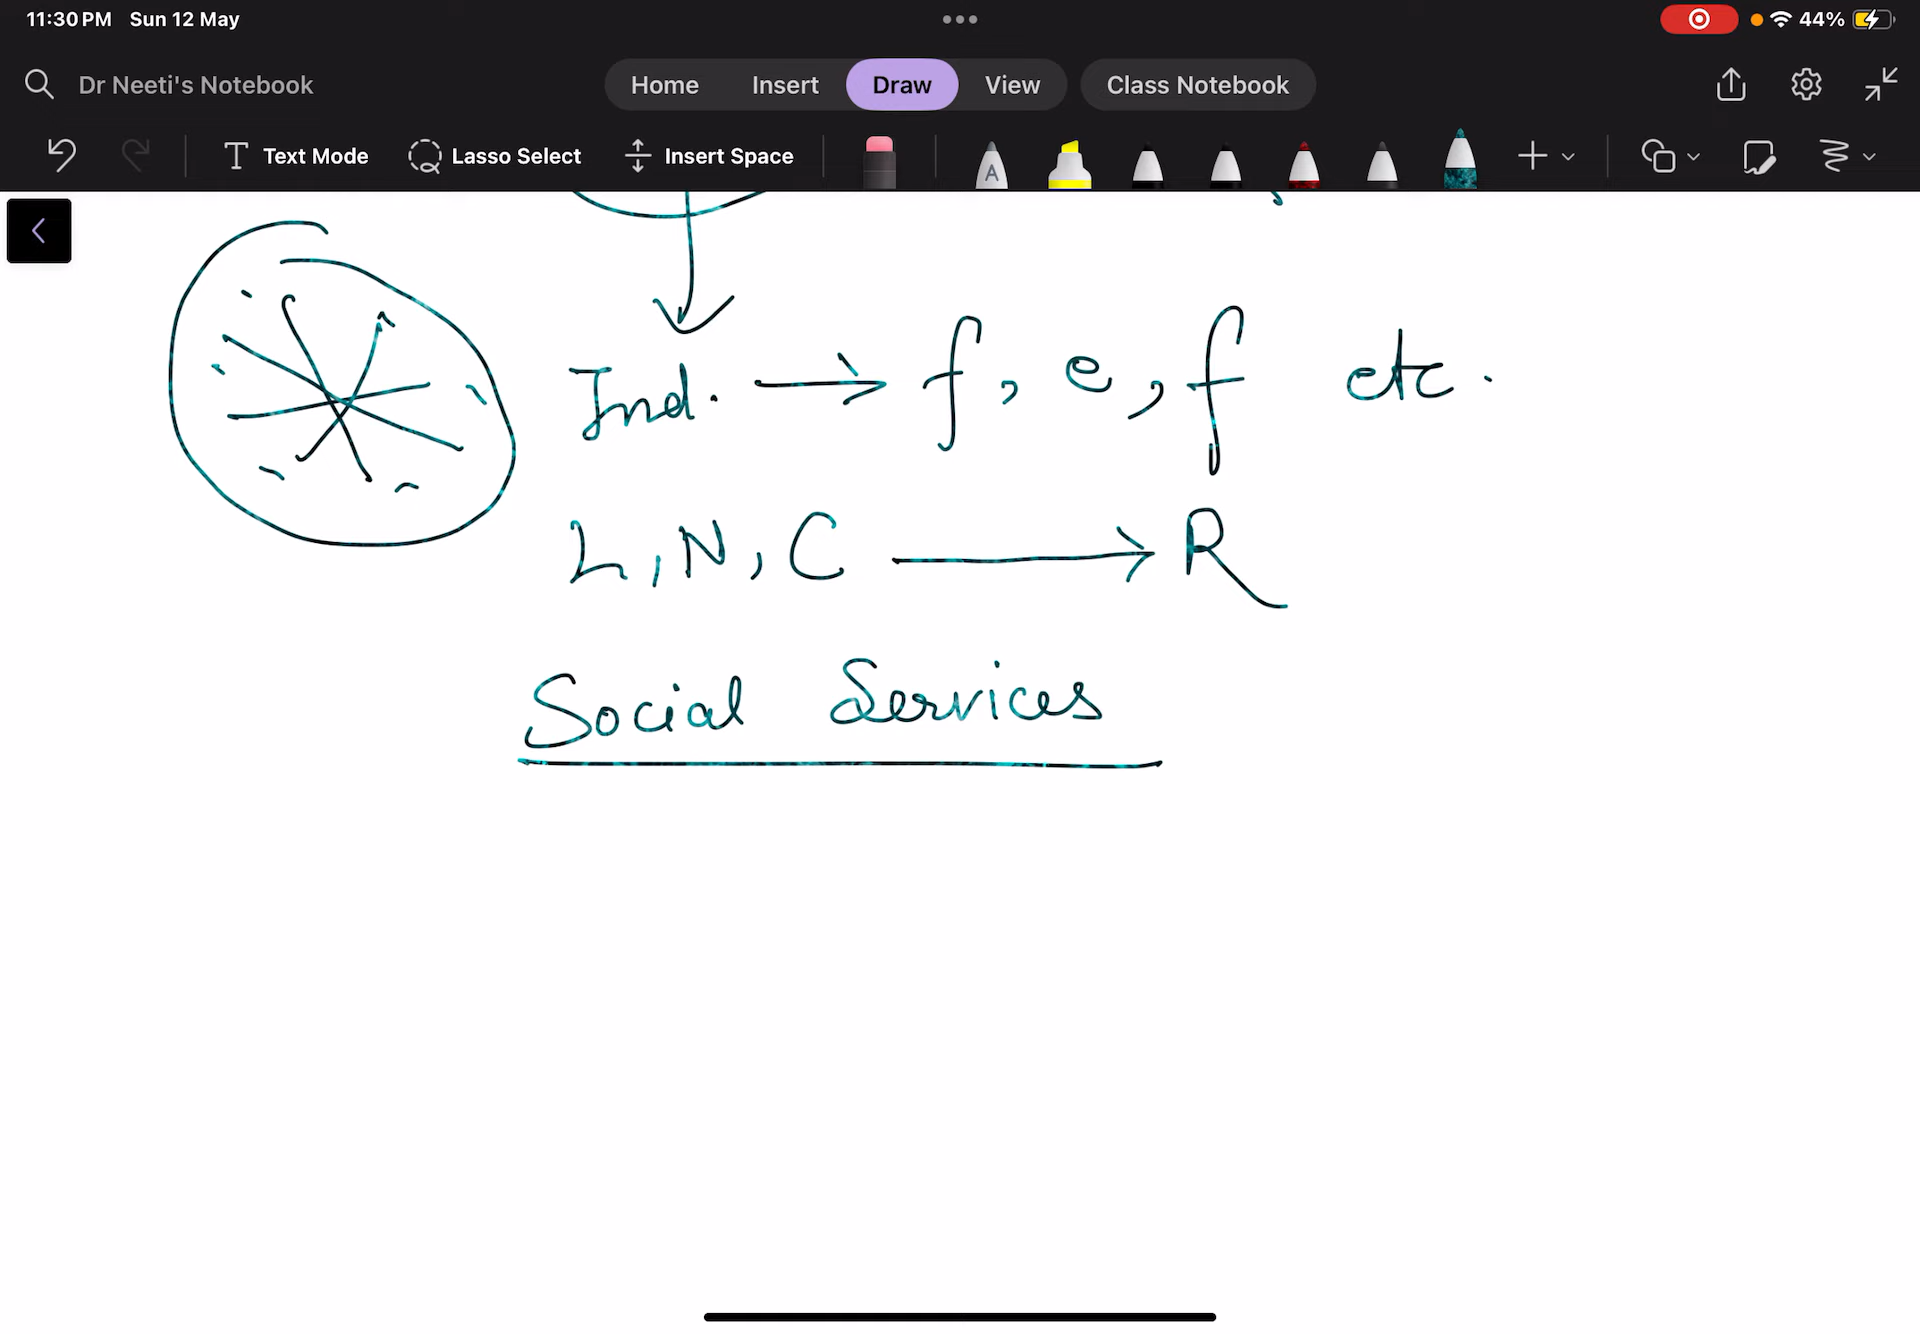 11:30 PM Sun 12 May 44%
Dr Neeti's Notebook Home Insert Draw View Class Notebook
Text Mode Lasso Select Insert Space A
Ind. → f, e, f etc.
L, N, C → R
Social Services